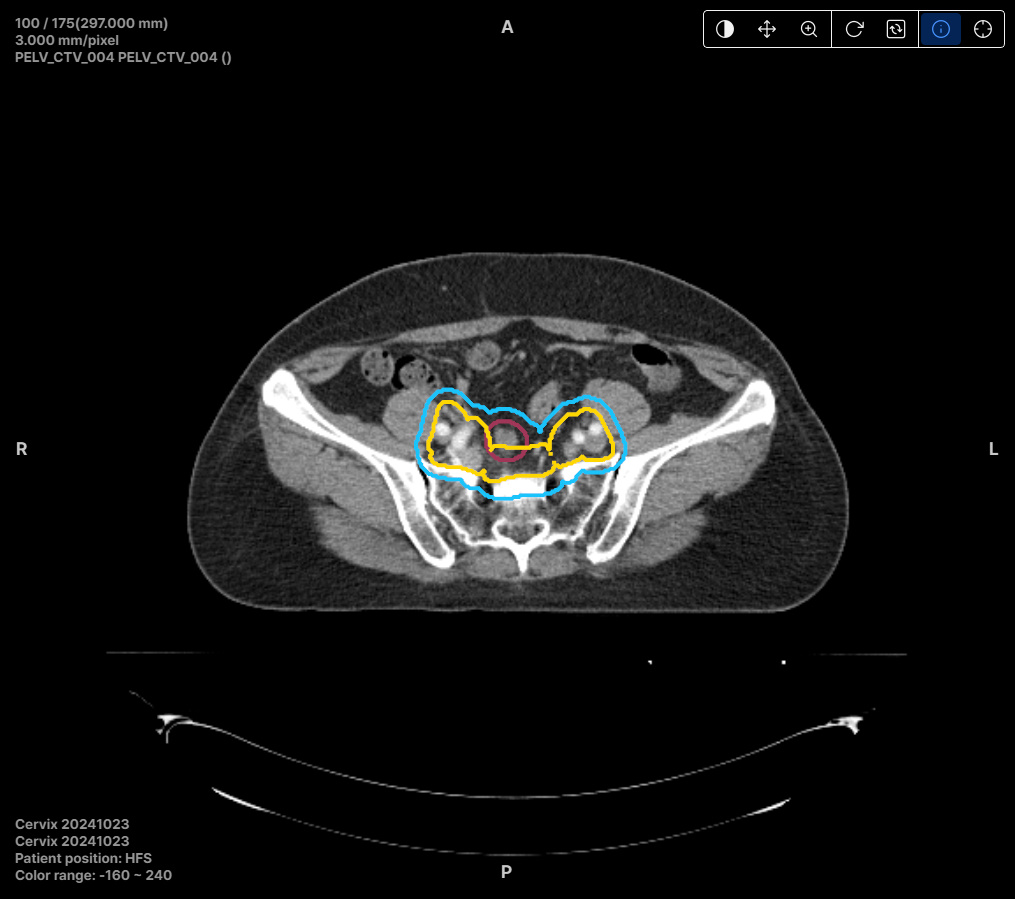 100 / 175(297.000 mm)
3.000 mm/pixel
PELV_CTV_004 PELV_CTV_004 ()
A
R
L
Cervix 20241023
Cervix 20241023
Patient position: HFS
Color range: -160 ~ 240
P